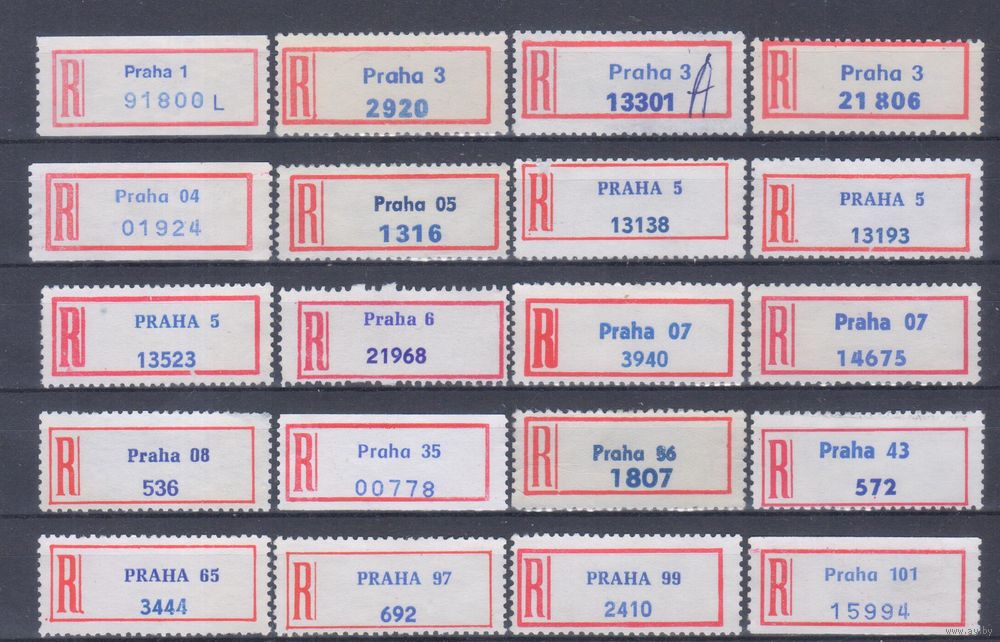 R Praha 1
91800 L
R Praha 3
2920
R Praha 3
13301 A
R Praha 3
21 806
R Praha 04
01924
R Praha 05
1316
R PRAHA 5
13138
R PRAHA 5
13193
R PRAHA 5
13523
R Praha 6
21968
R Praha 07
3940
R Praha 07
14675
R Praha 08
536
R Praha 35
00778
R Praha 56
1807
R Praha 43
572
R PRAHA 65
3444
R PRAHA 97
692
R PRAHA 99
2410
R Praha 101
15994
www.ay.by